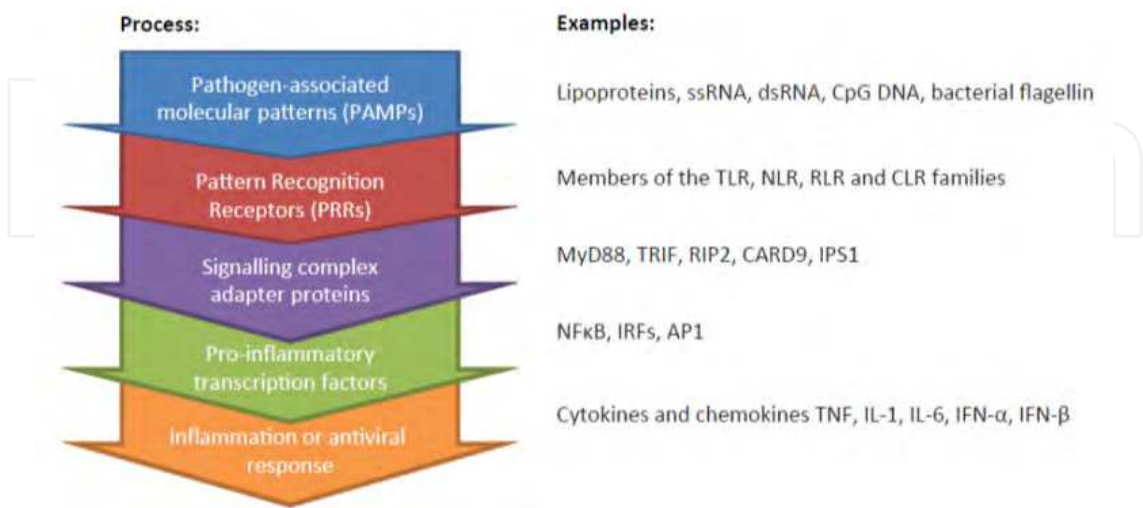 Process:
Examples:
Pathogen-associated
molecular patterns (PAMPs)
Lipoproteins, ssRNA, dsRNA, CpG DNA, bacterial flagellin
Pattern Recognition
Receptors (PRRs)
Members of the TLR, NLR, RLR and CLR families
Signalling complex
adapter proteins
MyD88, TRIF, RIP2, CARD9, IPS1
Pro-inflammatory
transcription factors
NFκB, IRFs, AP1
Inflammation or antiviral
response
Cytokines and chemokines TNF, IL-1, IL-6, IFN-α, IFN-β